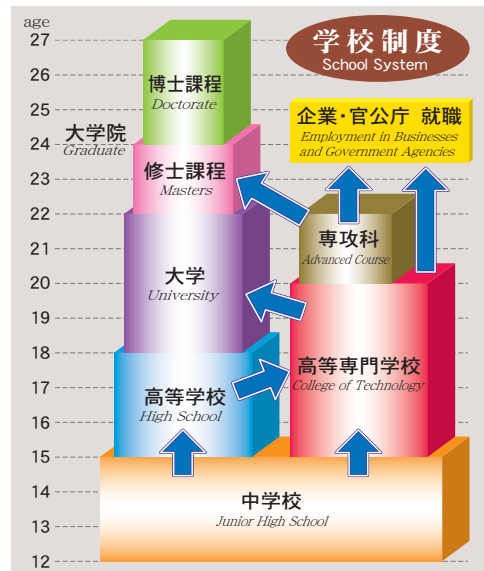 age
学校制度
School System
27
26
25
24
23
22
21
20
19
18
17
16
15
14
13
12
博士課程
Doctorate
大学院
Graduate
修士課程
Masters
企業・官公庁 就職
Employment in Businesses
and Government Agencies
専攻科
Advanced Course
大学
University
高等学校
High School
高等専門学校
College of Technology
中学校
Junior High School